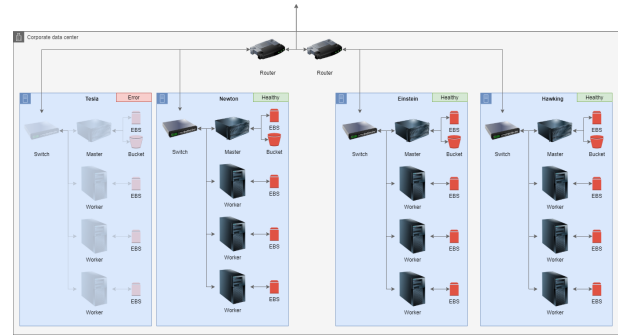 Corporate data center
Router
Router
Tesla
Error
Newton
Healthy
Einstein
Healthy
Hawking
Healthy
EBS
EBS
EBS
EBS
Switch
Master
Bucket
Switch
Master
Bucket
Switch
Master
Bucket
Switch
Master
Bucket
EBS
EBS
EBS
EBS
Worker
Worker
Worker
Worker
EBS
EBS
EBS
EBS
Worker
Worker
Worker
Worker
EBS
EBS
EBS
EBS
Worker
Worker
Worker
Worker